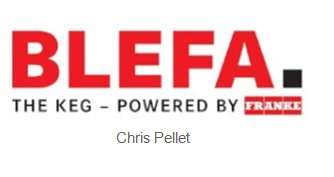 BLEFA.
THE KEG – POWERED BY FRANKE
Chris Pellet